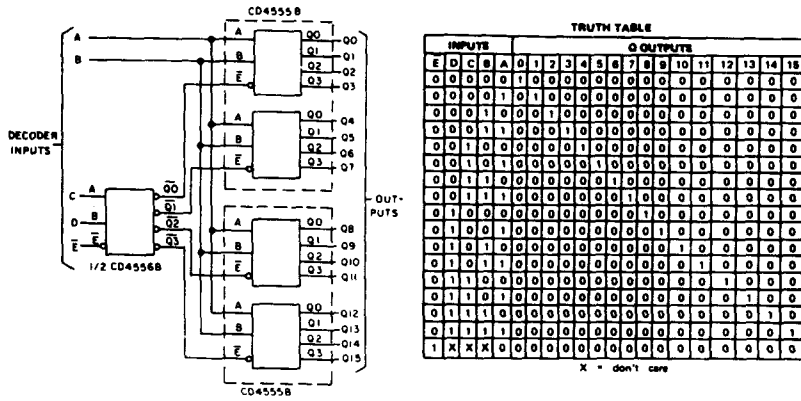 CD4555B
A
B
A Q0 Q0
B Q1 Q1
Q2 Q2
E Q3 Q3
A Q0 Q4
B Q1 Q5
Q2 Q6
E Q3 Q7
DECODER
INPUTS
C A Q0
D B Q1
Q2
E E Q3
1/2 CD4556B
OUT-
PUTS
A Q0 Q8
B Q1 Q9
Q2 Q10
E Q3 Q11
A Q0 Q12
B Q1 Q13
Q2 Q14
E Q3 Q15
CD4555B
TRUTH TABLE
INPUTS Q OUTPUTS
E D C B A 0 1 2 3 4 5 6 7 8 9 10 11 12 13 14 15
0 0 0 0 0 1 0 0 0 0 0 0 0 0 0 0 0 0 0 0 0
0 0 0 0 1 0 1 0 0 0 0 0 0 0 0 0 0 0 0 0 0
0 0 0 1 0 0 0 1 0 0 0 0 0 0 0 0 0 0 0 0 0
0 0 0 1 1 0 0 0 1 0 0 0 0 0 0 0 0 0 0 0 0
0 0 1 0 0 0 0 0 0 1 0 0 0 0 0 0 0 0 0 0 0
0 0 1 0 1 0 0 0 0 0 1 0 0 0 0 0 0 0 0 0 0
0 0 1 1 0 0 0 0 0 0 0 1 0 0 0 0 0 0 0 0 0
0 0 1 1 1 0 0 0 0 0 0 0 1 0 0 0 0 0 0 0 0
0 1 0 0 0 0 0 0 0 0 0 0 0 1 0 0 0 0 0 0 0
0 1 0 0 1 0 0 0 0 0 0 0 0 0 1 0 0 0 0 0 0
0 1 0 1 0 0 0 0 0 0 0 0 0 0 0 1 0 0 0 0 0
0 1 0 1 1 0 0 0 0 0 0 0 0 0 0 0 1 0 0 0 0
0 1 1 0 0 0 0 0 0 0 0 0 0 0 0 0 0 1 0 0 0
0 1 1 0 1 0 0 0 0 0 0 0 0 0 0 0 0 0 1 0 0
0 1 1 1 0 0 0 0 0 0 0 0 0 0 0 0 0 0 0 1 0
0 1 1 1 1 0 0 0 0 0 0 0 0 0 0 0 0 0 0 0 1
1 X X X 0 0 0 0 0 0 0 0 0 0 0 0 0 0 0 0 0
X = don't care